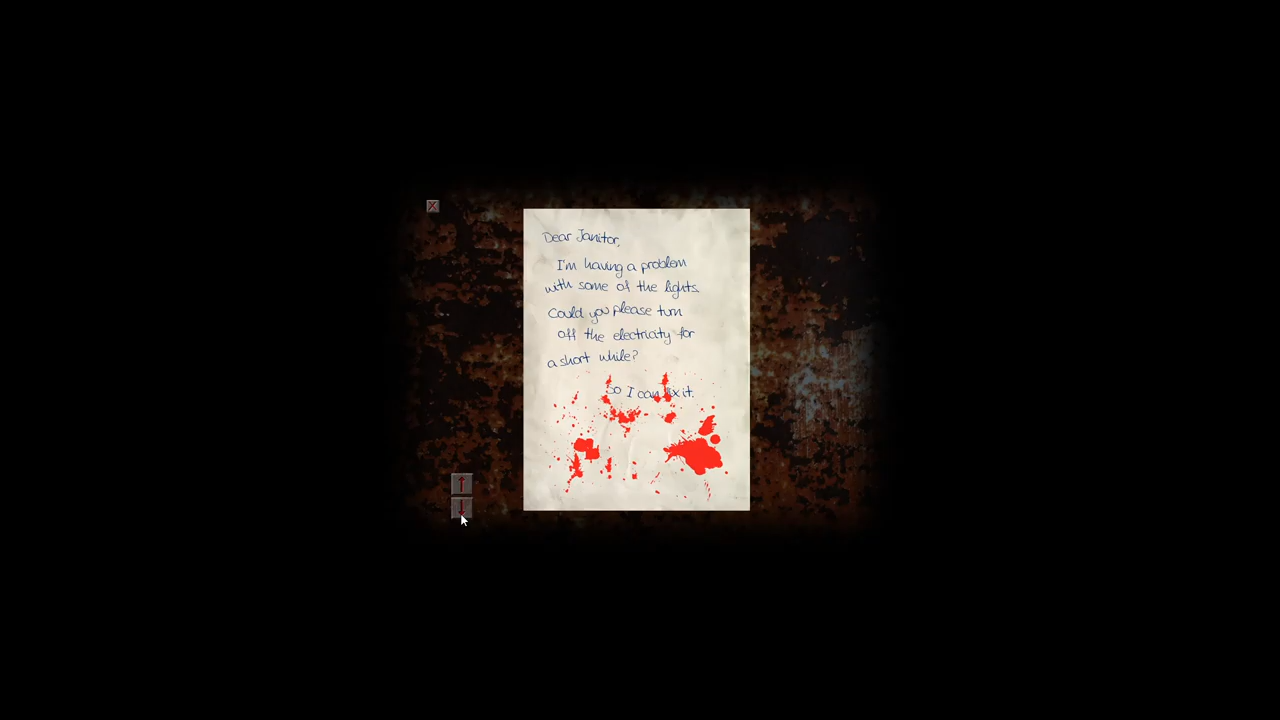 Dear Janitor,
I'm having a problem
with some of the lights.
Could you please turn
off the electricity for
a short while?
So I can fix it.
X